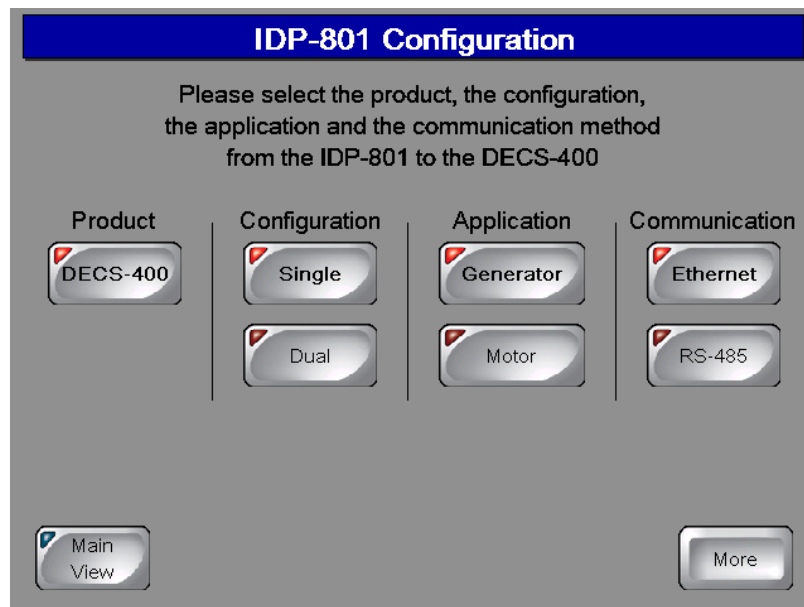 IDP-801 Configuration
Please select the product, the configuration,
the application and the communication method
from the IDP-801 to the DECS-400
Product
Configuration
Application
Communication
DECS-400
Single
Generator
Ethernet
Dual
Motor
RS-485
Main
View
More